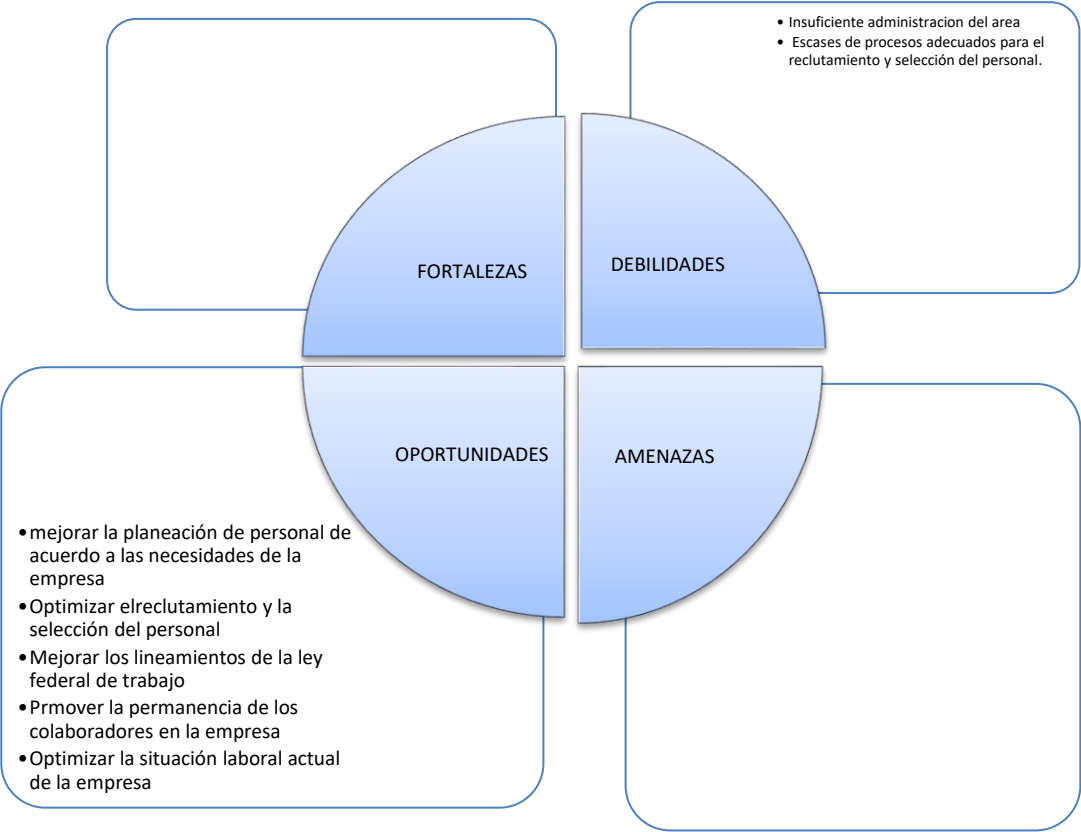 • Insuficiente administracion del area
• Escases de procesos adecuados para el
reclutamiento y selección del personal.
FORTALEZAS
DEBILIDADES
OPORTUNIDADES
AMENAZAS
•mejorar la planeación de personal de
acuerdo a las necesidades de la
empresa
•Optimizar elreclutamiento y la
selección del personal
•Mejorar los lineamientos de la ley
federal de trabajo
•Prmover la permanencia de los
colaboradores en la empresa
•Optimizar la situación laboral actual
de la empresa